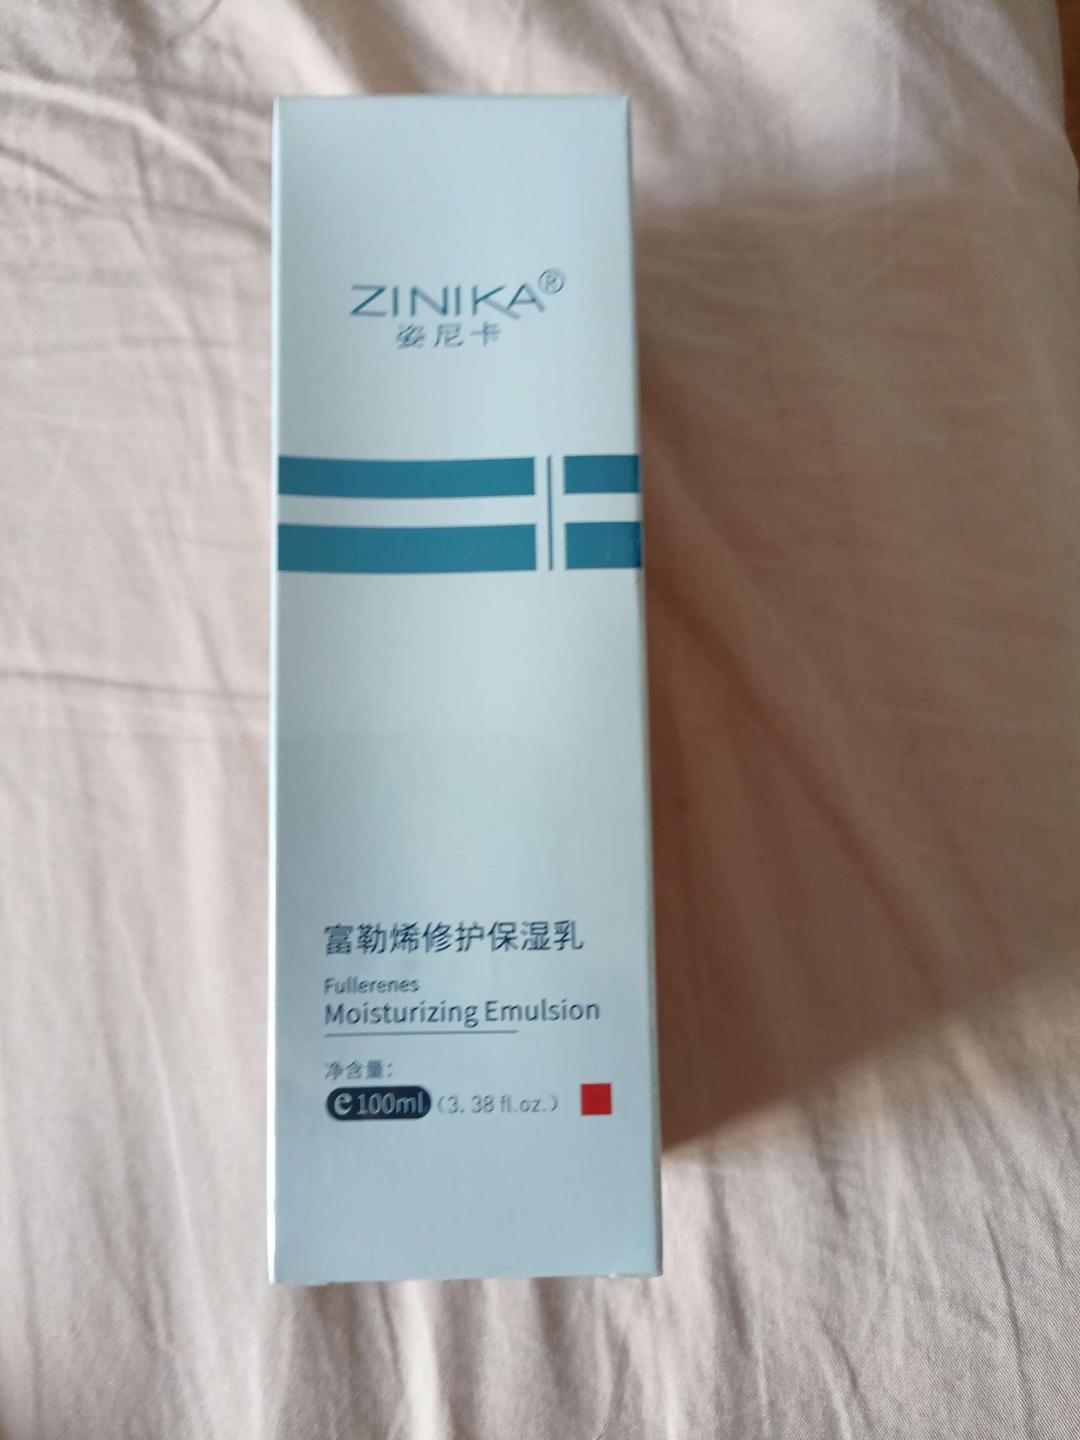 ZINIKA®
姿尼卡
富勒烯修护保湿乳
Fullerenes
Moisturizing Emulsion
净含量:
e 100ml (3.38 fl.oz.)